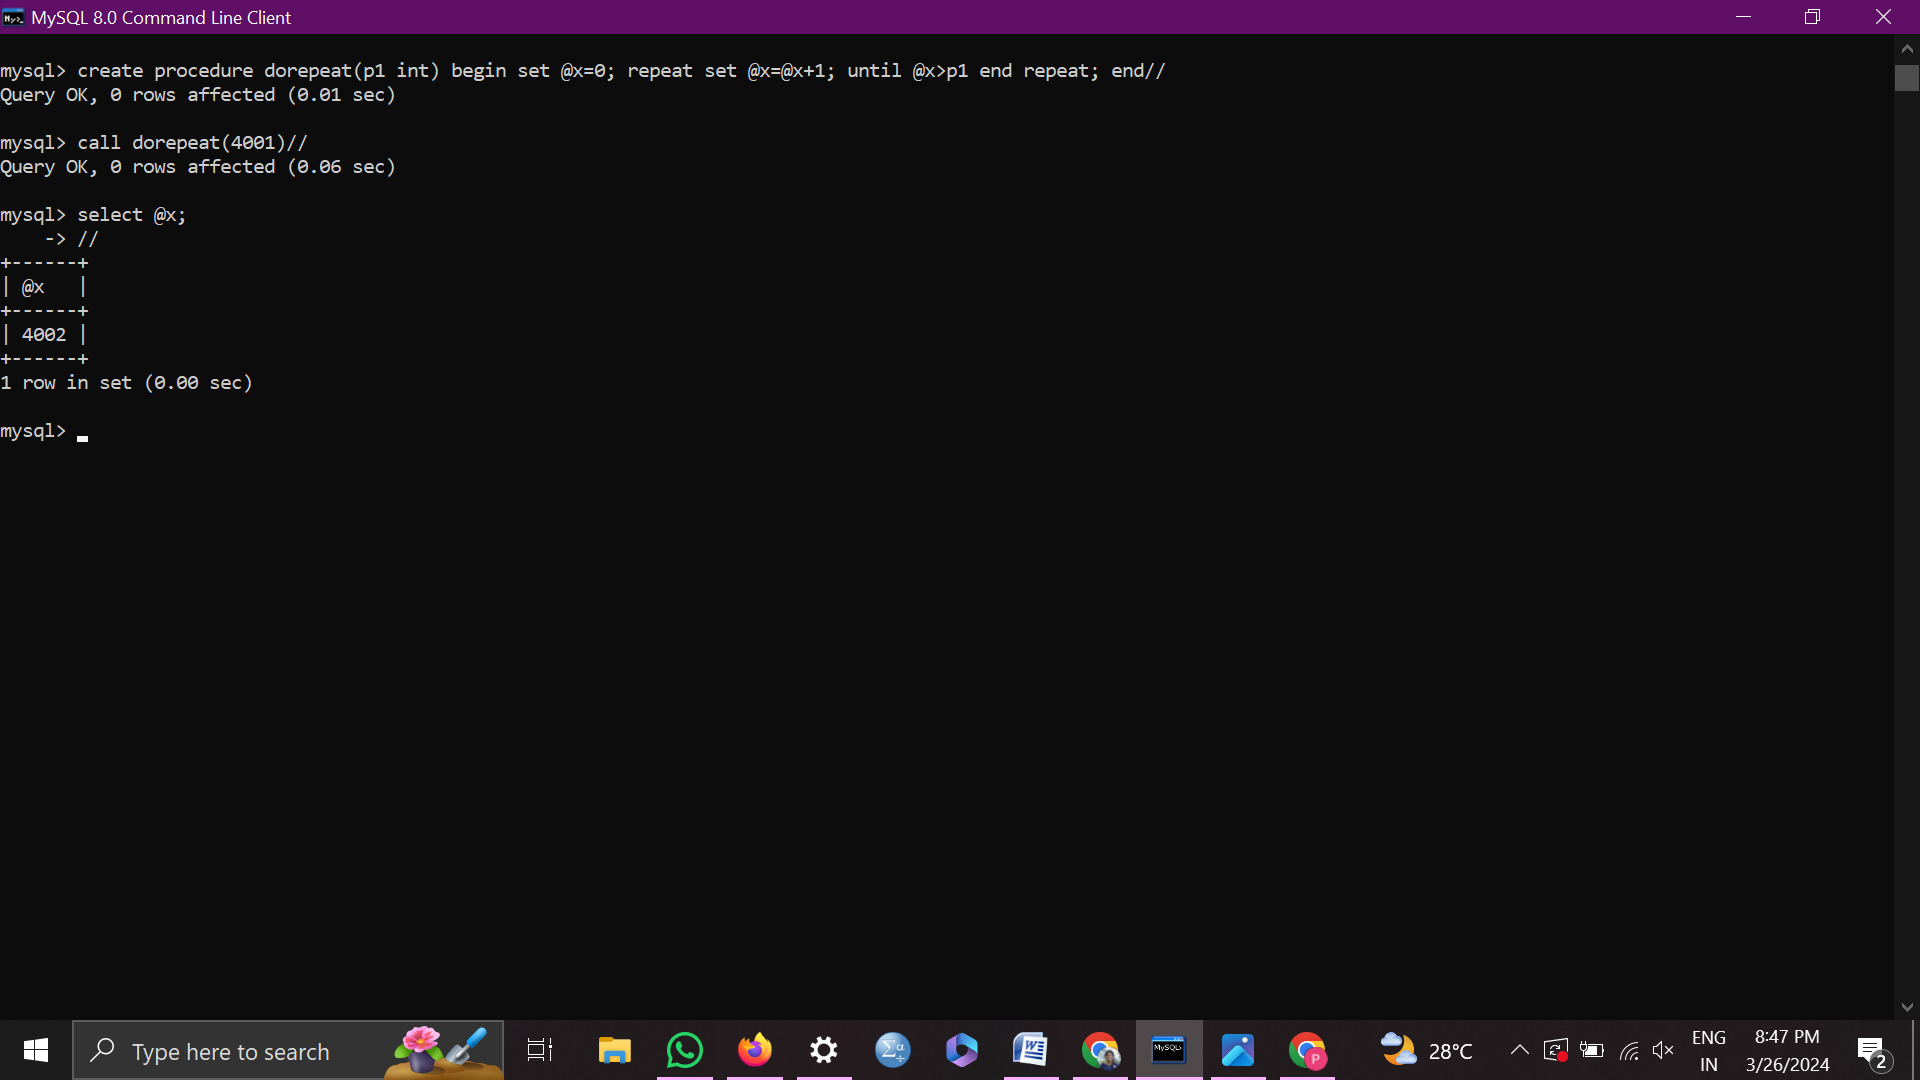 MySQL 8.0 Command Line Client
mysql> create procedure dorepeat(p1 int) begin set @x=0; repeat set @x=@x+1; until @x>p1 end repeat; end//
Query OK, 0 rows affected (0.01 sec)
mysql> call dorepeat(4001)//
Query OK, 0 rows affected (0.06 sec)
mysql> select @x;
    -> //
+------+
| @x   |
+------+
| 4002 |
+------+
1 row in set (0.00 sec)
mysql>
Type here to search
MySQL>
P
28°C
ENG
IN
8:47 PM
3/26/2024
2